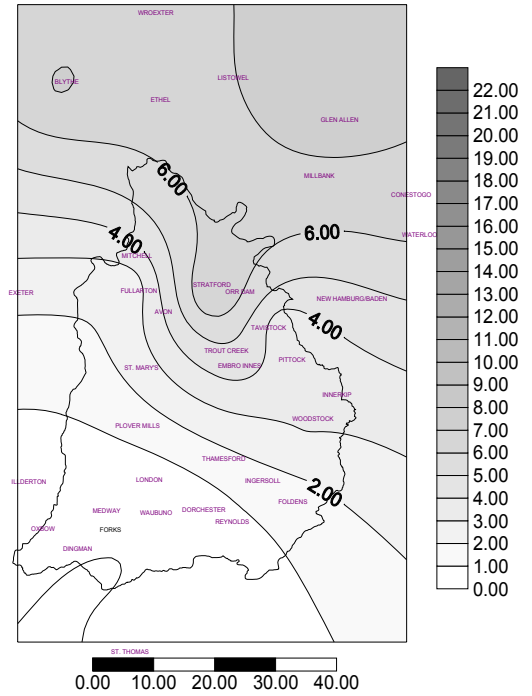 WROEXTER
BLYTHE
LISTOWEL
ETHEL
GLEN ALLEN
MILLBANK
CONESTOGO
6.00
6.00
WATERLOO
4.00
MITCHELL
STRATFORD
ORR DAM
EXETER
FULLARTON
NEW HAMBURG/BADEN
AVON
TAVISTOCK
4.00
TROUT CREEK
PITTOCK
EMBRO INNES
ST. MARY'S
INNERKIP
WOODSTOCK
PLOVER MILLS
THAMESFORD
ILDERTON
LONDON
INGERSOLL
2.00
FOLDENS
MEDWAY
WAUBUNO
DORCHESTER
REYNOLDS
OXBOW
FORKS
DINGMAN
ST. THOMAS
0.00 10.00 20.00 30.00 40.00
22.00
21.00
20.00
19.00
18.00
17.00
16.00
15.00
14.00
13.00
12.00
11.00
10.00
9.00
8.00
7.00
6.00
5.00
4.00
3.00
2.00
1.00
0.00